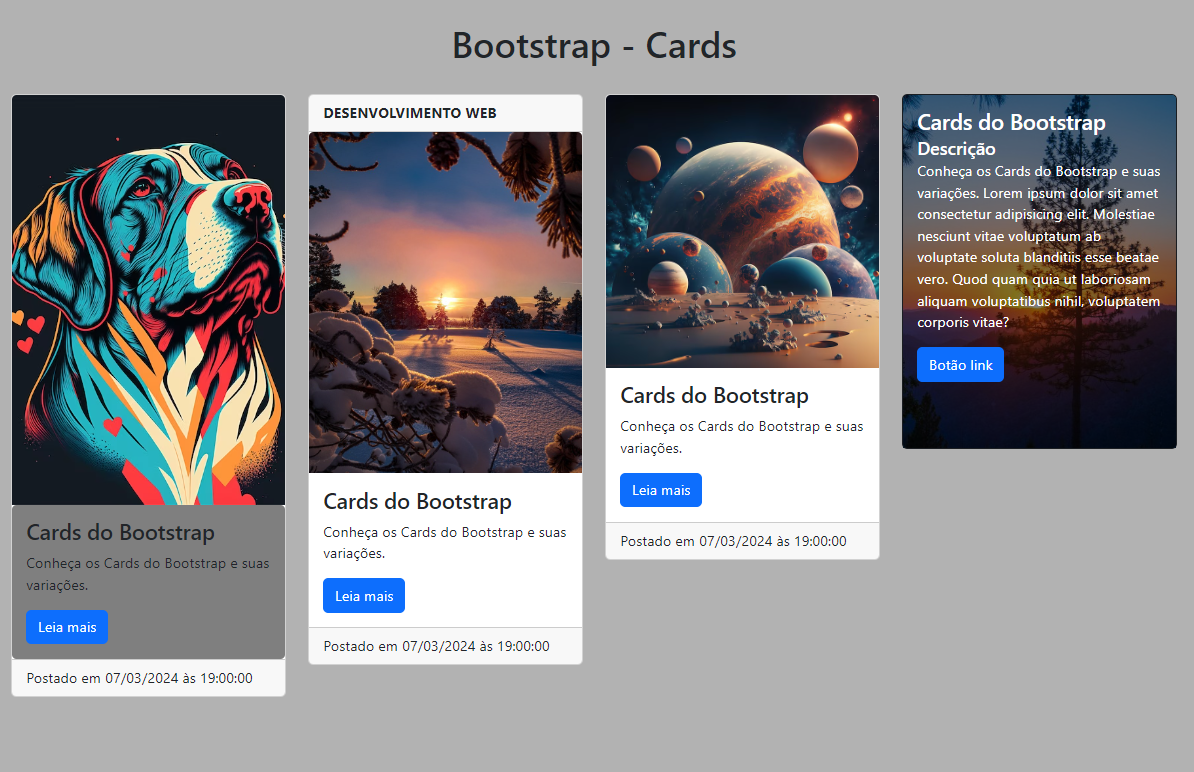 Bootstrap - Cards
Cards do Bootstrap
Conheça os Cards do Bootstrap e suas
variações.
Leia mais
Postado em 07/03/2024 às 19:00:00
DESENVOLVIMENTO WEB
Cards do Bootstrap
Conheça os Cards do Bootstrap e suas
variações.
Leia mais
Postado em 07/03/2024 às 19:00:00
Cards do Bootstrap
Conheça os Cards do Bootstrap e suas
variações.
Leia mais
Postado em 07/03/2024 às 19:00:00
Cards do Bootstrap
Descrição
Conheça os Cards do Bootstrap e suas
variações. Lorem ipsum dolor sit amet
consectetur adipisicing elit. Molestiae
nesciunt vitae voluptatum ab
voluptate soluta blanditiis esse beatae
vero. Quod quam quia ut laboriosam
aliquam voluptatibus nihil, voluptatem
corporis vitae?
Botão link